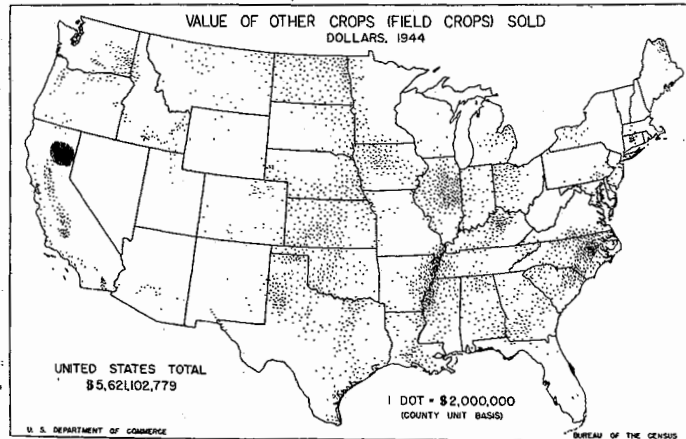 VALUE OF OTHER CROPS (FIELD CROPS) SOLD
DOLLARS, 1944
UNITED STATES TOTAL
$5,621,102,779
1 DOT = $2,000,000
(COUNTY UNIT BASIS)
U. S. DEPARTMENT OF COMMERCE
BUREAU OF THE CENSUS